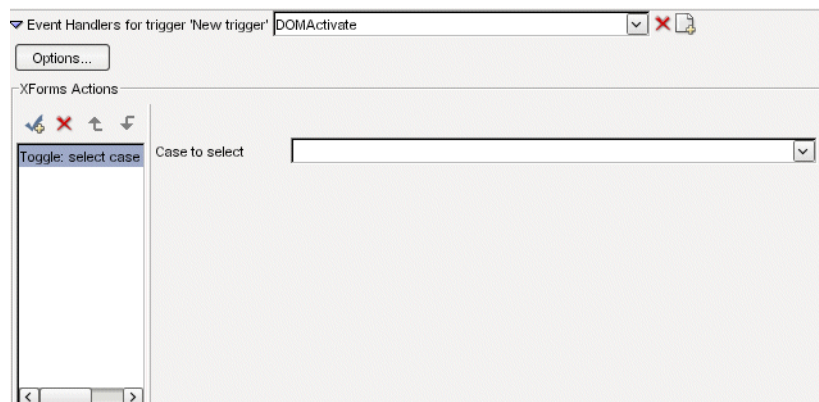 Event Handlers for trigger 'New trigger' DOMActivate
Options...
XForms Actions
Toggle: select case
Case to select